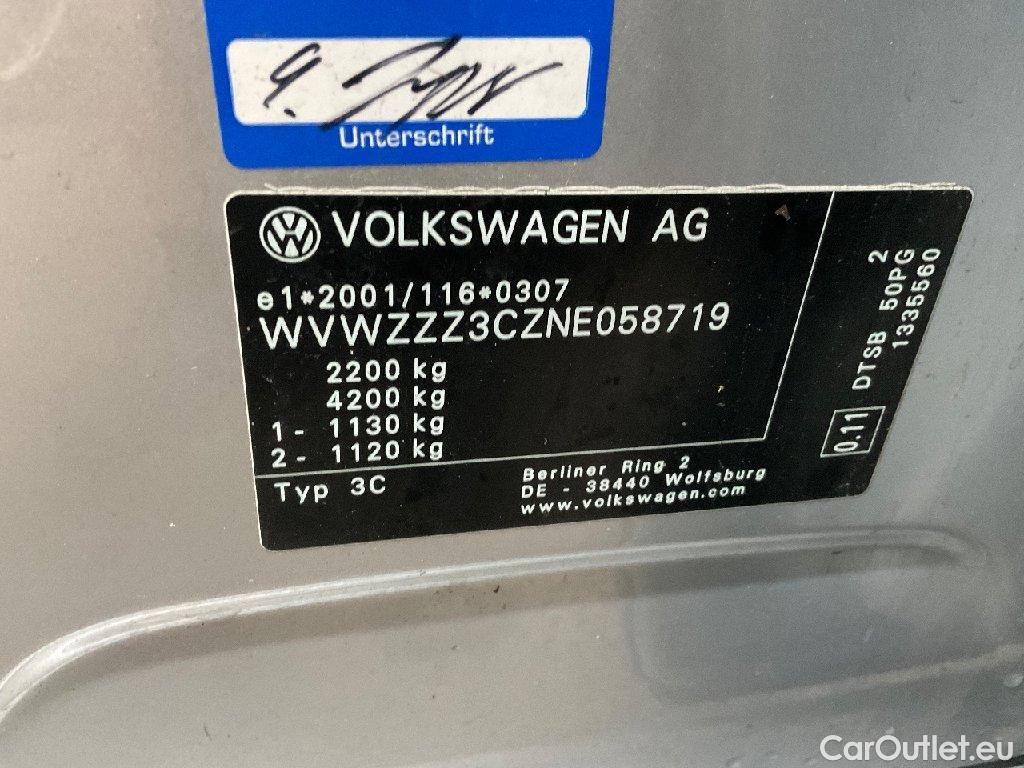 Unterschrift
VOLKSWAGEN AG
e1*2001/116*0307
WVWZZZ3CZNE058719
2200 kg
4200 kg
1 - 1130 kg
2 - 1120 kg
Typ 3C
Berliner Ring 2
DE - 38440 Wolfsburg
www.volkswagen.com
0.11 DTSB 50PG 2
1335560
CarOutlet.eu